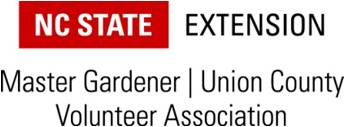 NC STATE EXTENSION
Master Gardener | Union County
Volunteer Association